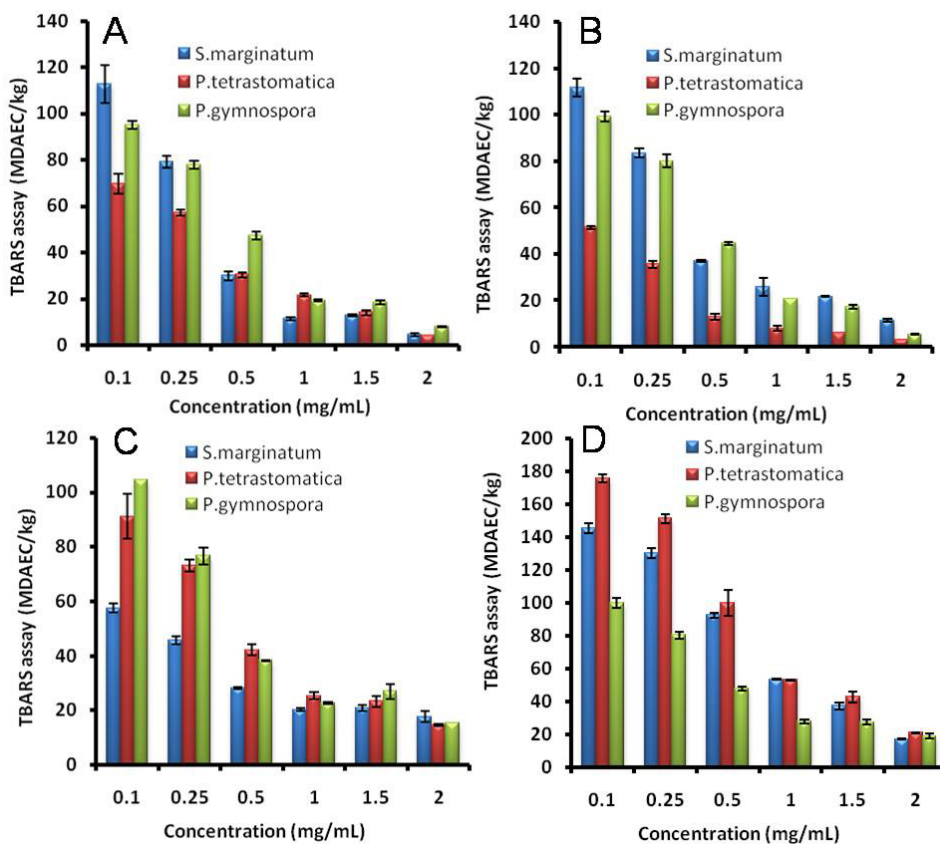 A
140
120
100
80
60
40
20
0
TBARS assay (MDAEC/kg)
S.marginatum
P.tetrastomatica
P.gymnospora
0.1 0.25 0.5 1 1.5 2
Concentration (mg/mL)
B
140
120
100
80
60
40
20
0
TBARS assay (MDAEC/kg)
S.marginatum
P.tetrastomatica
P.gymnospora
0.1 0.25 0.5 1 1.5 2
Concentration (mg/mL)
C
120
100
80
60
40
20
0
TBARS assay (MDAEC/kg)
S.marginatum
P.tetrastomatica
P.gymnospora
0.1 0.25 0.5 1 1.5 2
Concentration (mg/mL)
D
200
180
160
140
120
100
80
60
40
20
0
TBARS assay (MDAEC/kg)
S.marginatum
P.tetrastomatica
P.gymnospora
0.1 0.25 0.5 1 1.5 2
Concentration (mg/mL)